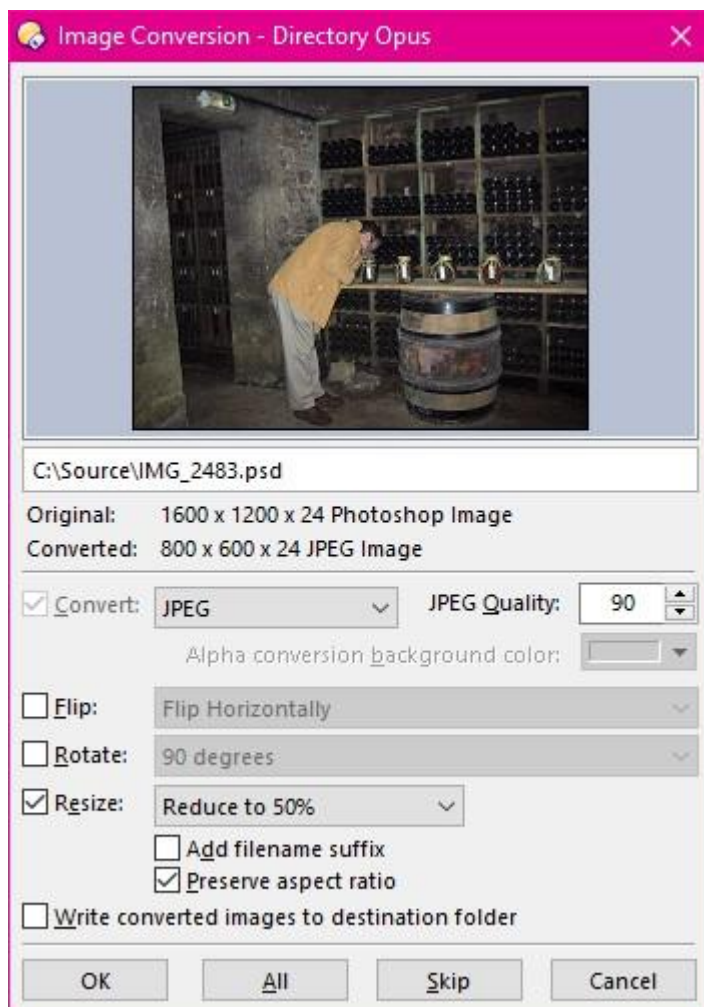 Image Conversion - Directory Opus
C:\Source\IMG_2483.psd
Original: 1600 x 1200 x 24 Photoshop Image
Converted: 800 x 600 x 24 JPEG Image
Convert: JPEG JPEG Quality: 90
Alpha conversion background color:
Flip: Flip Horizontally
Rotate: 90 degrees
Resize: Reduce to 50%
Add filename suffix
Preserve aspect ratio
Write converted images to destination folder
OK All Skip Cancel